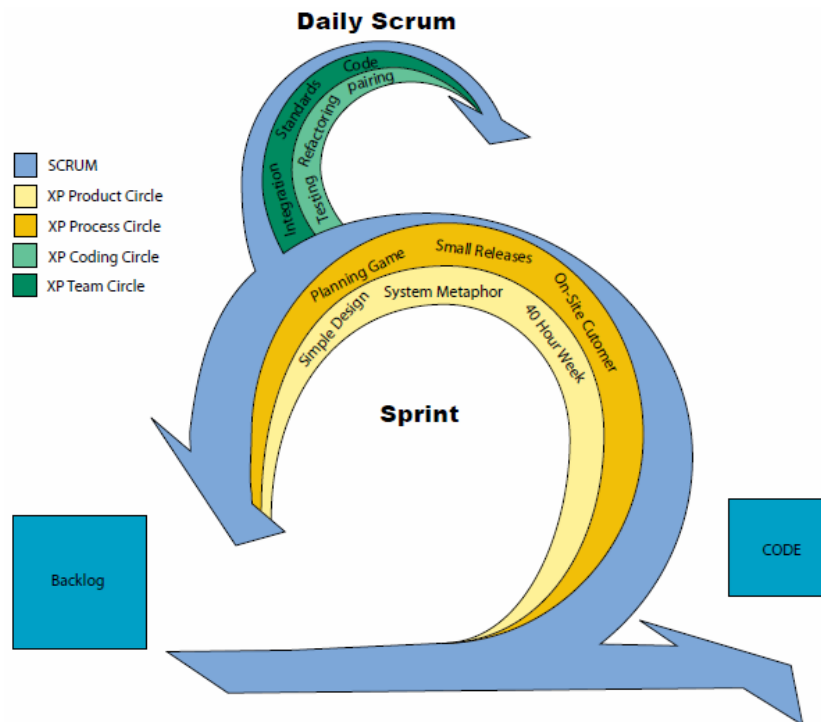 Daily Scrum
Code
Standards
Integration
pairing
Refactoring
Testing
SCRUM
XP Product Circle
XP Process Circle
XP Coding Circle
XP Team Circle
Planning Game
Small Releases
On-Site Cutomer
Simple Design
System Metaphor
40 Hour Week
Sprint
Backlog
CODE